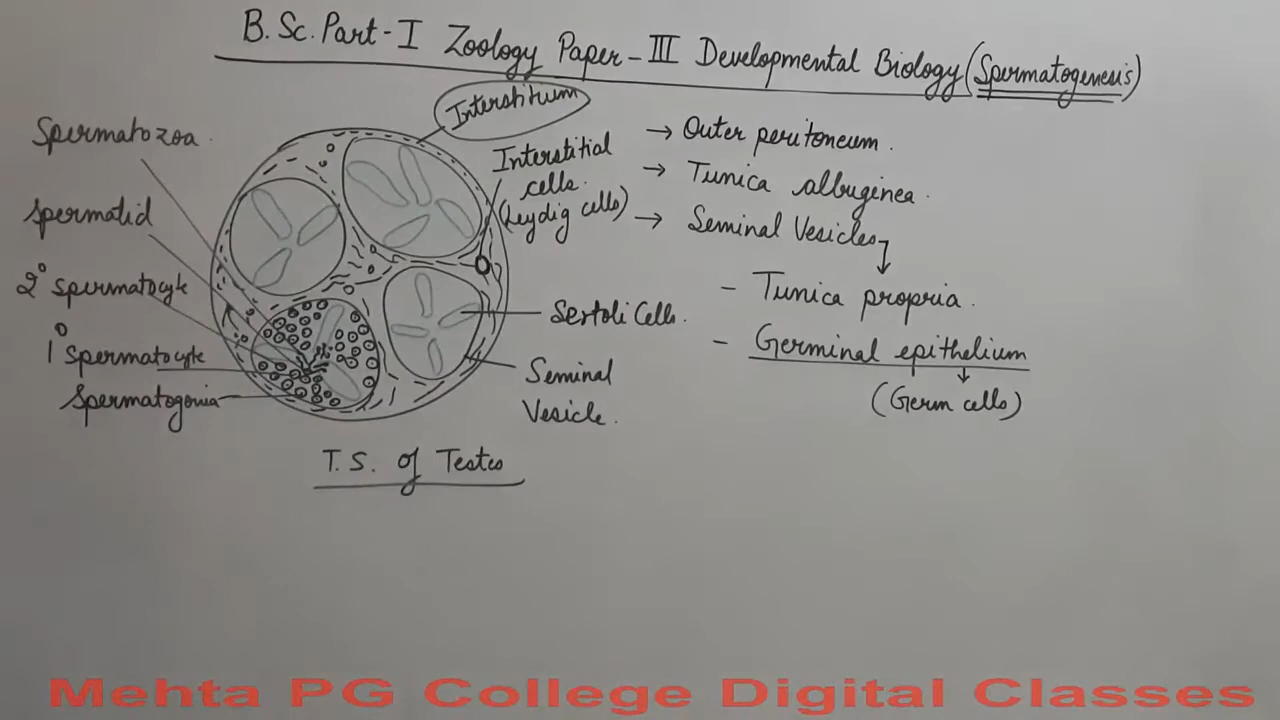 B.Sc. Part-I Zoology Paper-III Developmental Biology (Spermatogenesis)
Interstitium
Spermatozoa.
Spermatid
2° spermatocyte
1° spermatocyte
Spermatogonia
Interstitial
cells.
(Leydig cells)
Sertoli Cells.
Seminal
Vesicle.
T.S. of Testes
→ Outer peritoneum.
→ Tunica albuginea.
→ Seminal Vesicles
- Tunica propria.
- Germinal epithelium
(Germ cells)
Mehta PG College Digital Classes